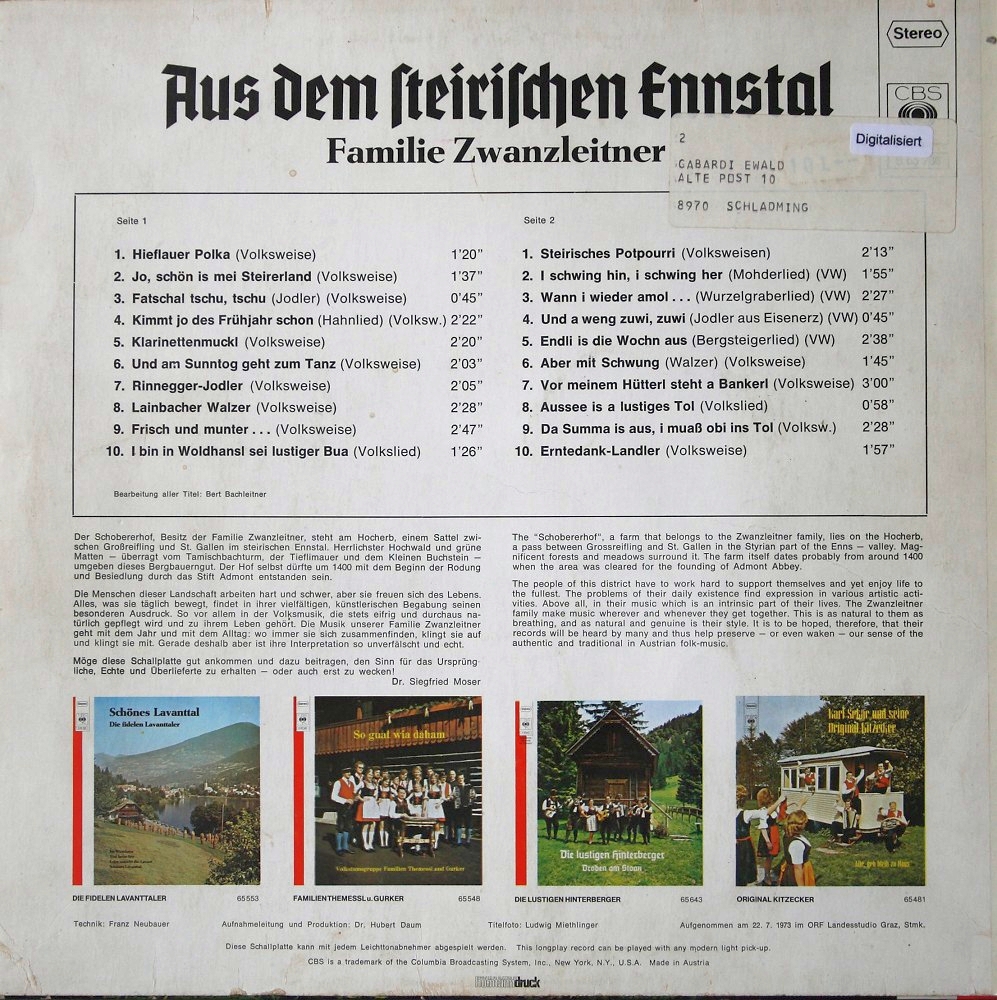 Stereo
CBS
Aus dem steirischen Ennstal
Familie Zwanzleitner
Digitalisiert
2
GABARDI EWALD
ALTE POST 10
8970 SCHLADMING
Seite 1
1. Hieflauer Polka (Volksweise) 1'20"
2. Jo, schön is mei Steirerland (Volksweise) 1'37"
3. Fatschal tschu, tschu (Jodler) (Volksweise) 0'45"
4. Kimmt jo des Frühjahr schon (Hahnlied) (Volksw.) 2'22"
5. Klarinettenmuckl (Volksweise) 2'20"
6. Und am Sunntog geht zum Tanz (Volksweise) 2'03"
7. Rinnegger-Jodler (Volksweise) 2'05"
8. Lainbacher Walzer (Volksweise) 2'28"
9. Frisch und munter . . . (Volksweise) 2'47"
10. I bin in Woldhansl sei lustiger Bua (Volkslied) 1'26"
Bearbeitung aller Titel: Bert Bachleitner
Seite 2
1. Steirisches Potpourri (Volksweisen) 2'13"
2. I schwing hin, i schwing her (Mohderlied) (VW) 1'55"
3. Wann i wieder amol . . . (Wurzelgraberlied) (VW) 2'27"
4. Und a weng zuwi, zuwi (Jodler aus Eisenerz) (VW) 0'45"
5. Endli is die Wochn aus (Bergsteigerlied) (VW) 2'38"
6. Aber mit Schwung (Walzer) (Volksweise) 1'45"
7. Vor meinem Hütterl steht a Bankerl (Volksweise) 3'00"
8. Aussee is a lustiges Tol (Volkslied) 0'58"
9. Da Summa is aus, i muaß obi ins Tol (Volksw.) 2'28"
10. Erntedank-Landler (Volksweise) 1'57"
Der Schobererhof, Besitz der Familie Zwanzleitner, steht am Hocherb, einem Sattel zwi-
schen Großreifling und St. Gallen im steirischen Ennstal. Herrlichster Hochwald und grüne
Matten — überragt vom Tamischbachturm, der Tieflimauer und dem Kleinen Buchstein —
umgeben dieses Bergbauerngut. Der Hof selbst dürfte um 1400 mit dem Beginn der Rodung
und Besiedlung durch das Stift Admont entstanden sein.
Die Menschen dieser Landschaft arbeiten hart und schwer, aber sie freuen sich des Lebens.
Alles, was sie täglich bewegt, findet in ihrer vielfältigen, künstlerischen Begabung seinen
besonderen Ausdruck. So vor allem in der Volksmusik, die stets eifrig und durchaus na-
türlich gepflegt wird und zu ihrem Leben gehört. Die Musik unserer Familie Zwanzleitner
geht mit dem Jahr und mit dem Alltag: wo immer sie sich zusammenfinden, klingt sie auf
und klingt sie mit. Gerade deshalb aber ist ihre Interpretation so unverfälscht und echt.
Möge diese Schallplatte gut ankommen und dazu beitragen, den Sinn für das Ursprüng-
liche, Echte und Überlieferte zu erhalten — oder auch erst zu wecken!
Dr. Siegfried Moser
The "Schobererhof", a farm that belongs to the Zwanzleitner family, lies on the Hocherb,
a pass between Grossreifling and St. Gallen in the Styrian part of the Enns — valley. Mag-
nificent forests and meadows surround it. The farm itself dates probably from around 1400
when the area was cleared for the founding of Admont Abbey.
The people of this district have to work hard to support themselves and yet enjoy life to
the fullest. The problems of their daily existence find expression in various artistic acti-
vities. Above all, in their music which is an intrinsic part of their lives. The Zwanzleitner
family make music wherever and whenever they get together. This is as natural to them as
breathing, and as natural and genuine is their style. It is to be hoped, therefore, that their
records will be heard by many and thus help preserve — or even waken — our sense of the
authentic and traditional in Austrian folk-music.
Schönes Lavanttal
Die fidelen Lavanttaler
So guat wia daham
Volksmusikgruppe Familien Themessl und Gurker
Die lustigen Hinterberger
Draben am Stoan
Karl Schar und seine
Original Kitzecker
DIE FIDELEN LAVANTTALER 65553
FAMILIEN THEMESSL u. GURKER 65548
DIE LUSTIGEN HINTERBERGER 65643
ORIGINAL KITZECKER 65481
Technik: Franz Neubauer Aufnahmeleitung und Produktion: Dr. Hubert Daum Titelfoto: Ludwig Miethlinger Aufgenommen am 22. 7. 1973 im ORF Landesstudio Graz, Stmk.
Diese Schallplatte kann mit jedem Leichttonabnehmer abgespielt werden. This longplay record can be played with any modern light pick-up.
CBS is a trademark of the Columbia Broadcasting System, Inc., New York, N.Y., U.S.A. Made in Austria
druck